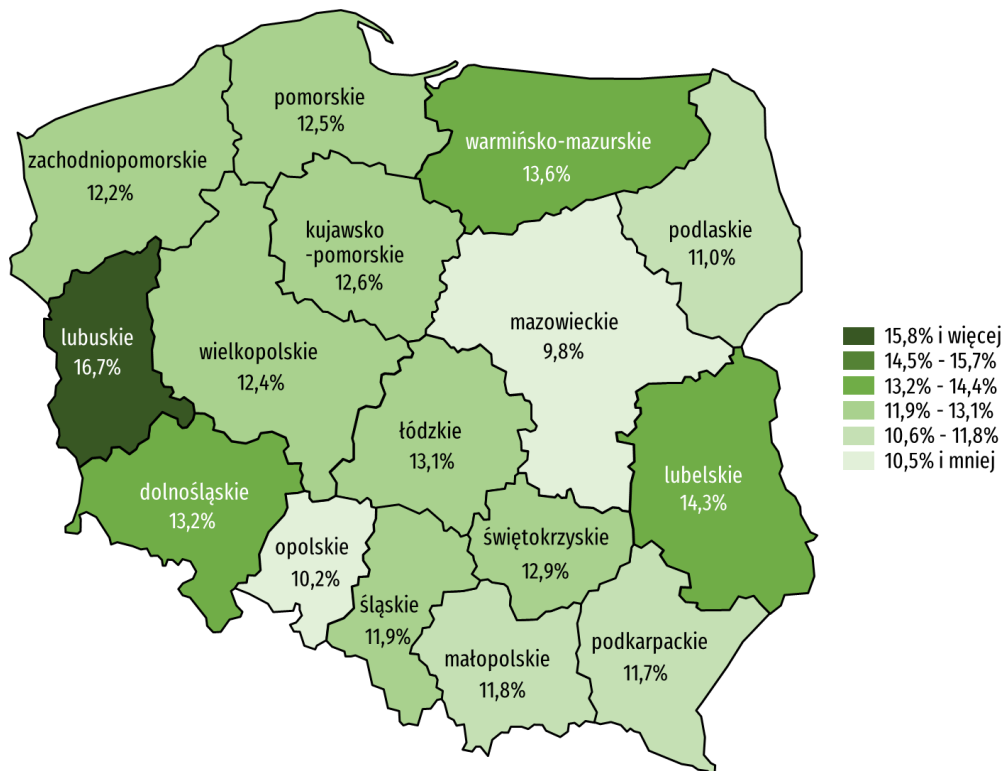 pomorskie
12,5%
warmińsko-mazurskie
13,6%
zachodniopomorskie
12,2%
kujawsko
-pomorskie
12,6%
podlaskie
11,0%
lubuskie
16,7%
wielkopolskie
12,4%
mazowieckie
9,8%
łódzkie
13,1%
lubelskie
14,3%
dolnośląskie
13,2%
opolskie
10,2%
świętokrzyskie
12,9%
śląskie
11,9%
małopolskie
11,8%
podkarpackie
11,7%
15,8% i więcej
14,5% - 15,7%
13,2% - 14,4%
11,9% - 13,1%
10,6% - 11,8%
10,5% i mniej